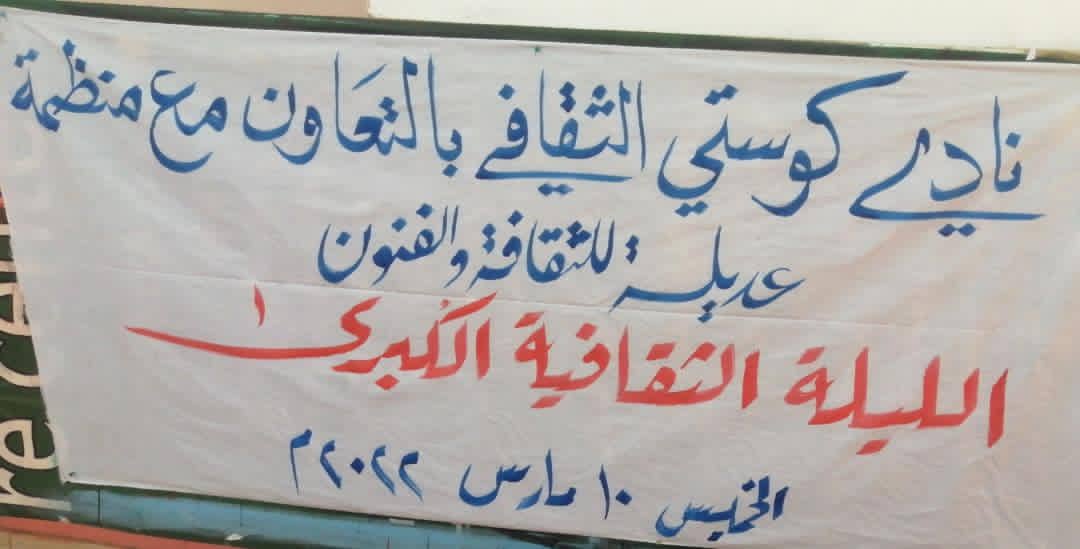 نادي كوستي الثقافي بالتعاون مع منظمة
عديلة للثقافة والفنون
الليلة الثقافية الكبرى ١
الخميس ١٠ مارس ٢٠٢٢م